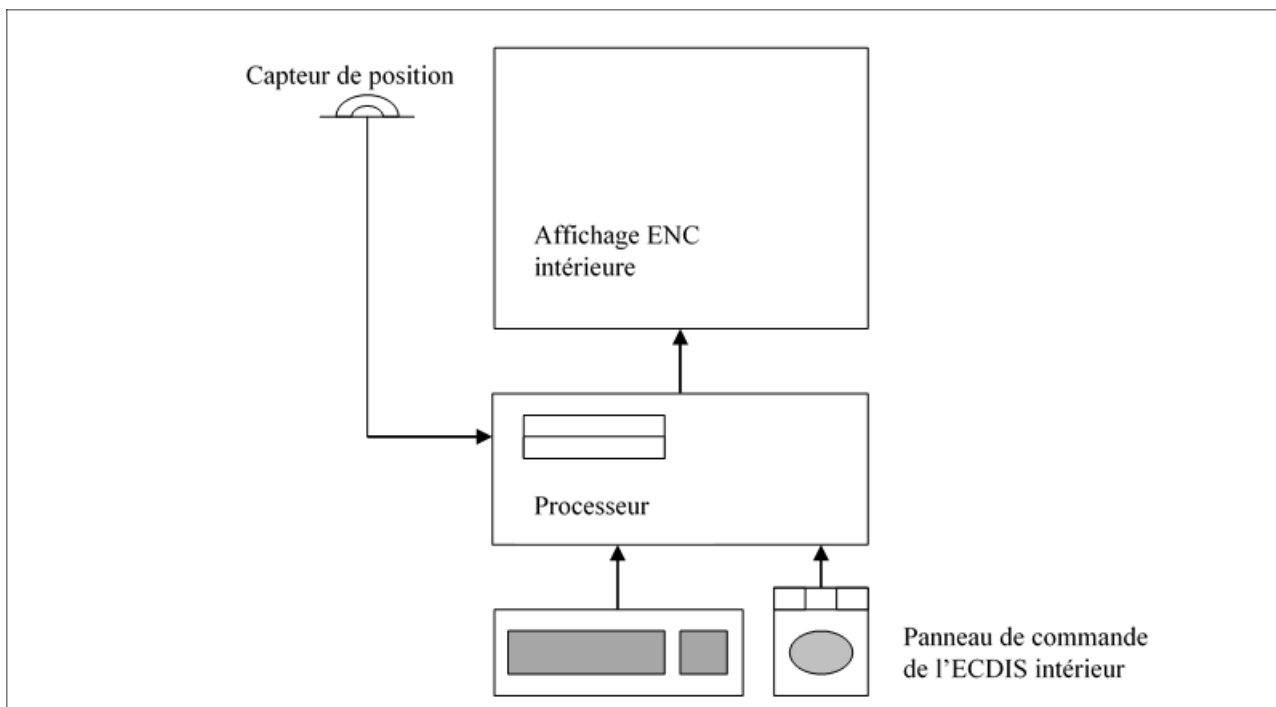 Capteur de position
Affichage ENC
intérieure
Processeur
Panneau de commande
de l’ECDIS intérieur